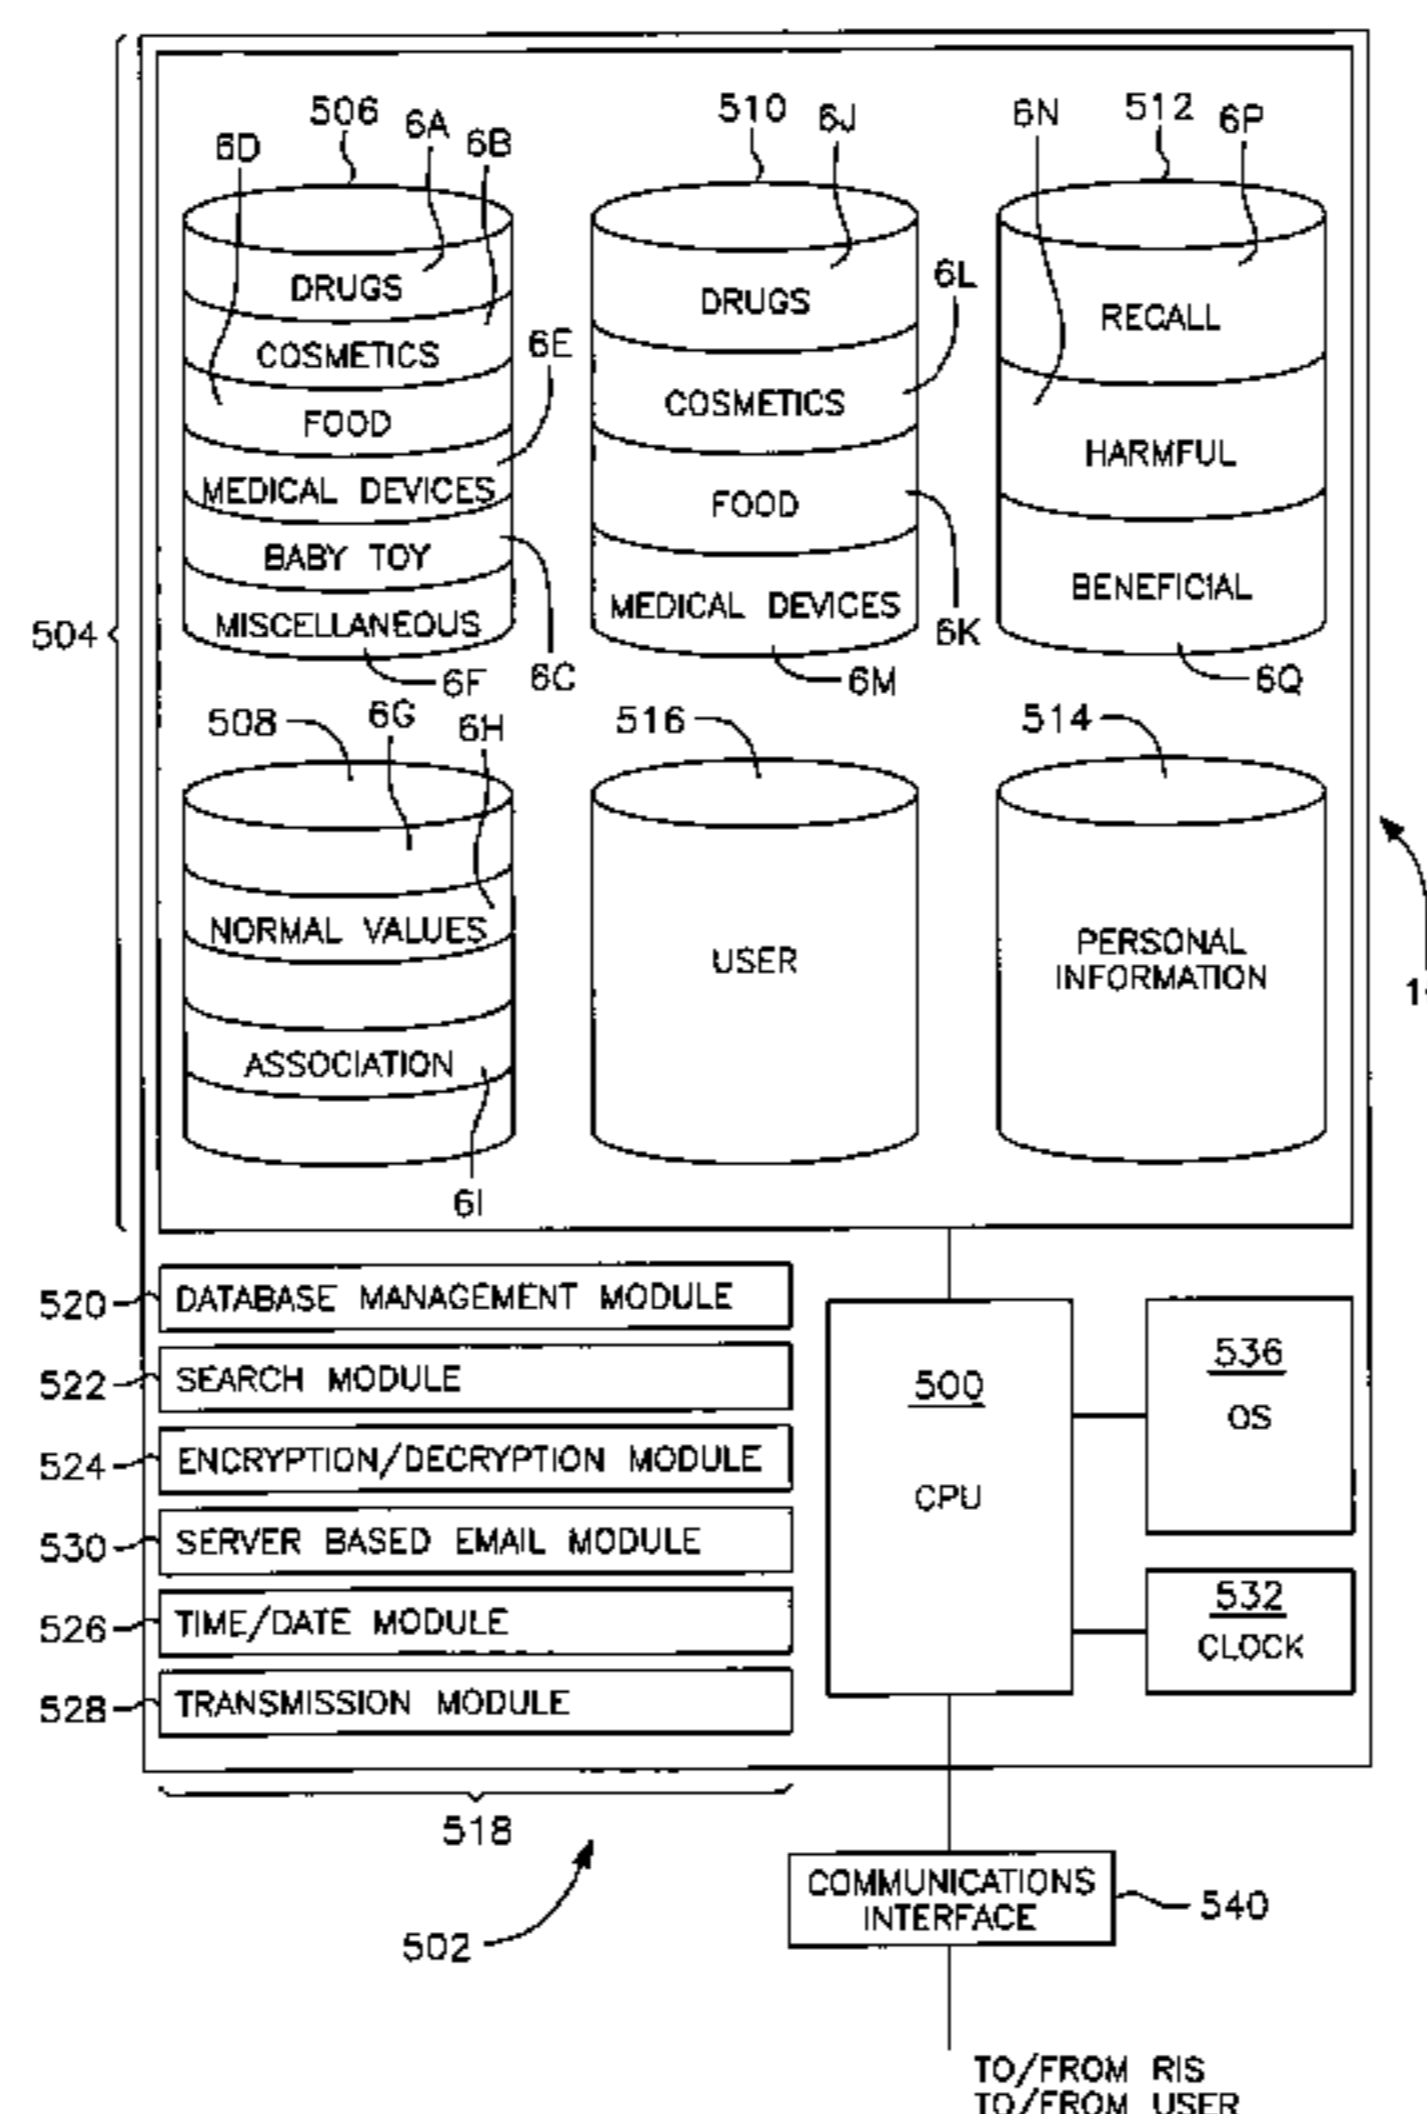 506
6A
6B
6D
510
6J
6N
512
6P
DRUGS
COSMETICS
FOOD
MEDICAL DEVICES
BABY TOY
MISCELLANEOUS
6E
6C
6F
DRUGS
COSMETICS
FOOD
MEDICAL DEVICES
6L
6K
6M
RECALL
HARMFUL
BENEFICIAL
6Q
504
508
6G
6H
NORMAL VALUES
ASSOCIATION
6I
516
USER
514
PERSONAL
INFORMATION
520
DATABASE MANAGEMENT MODULE
522
SEARCH MODULE
524
ENCRYPTION/DECRYPTION MODULE
530
SERVER BASED EMAIL MODULE
526
TIME/DATE MODULE
528
TRANSMISSION MODULE
518
502
500
CPU
536
OS
532
CLOCK
COMMUNICATIONS
INTERFACE
540
TO/FROM RIS
TO/FROM USER